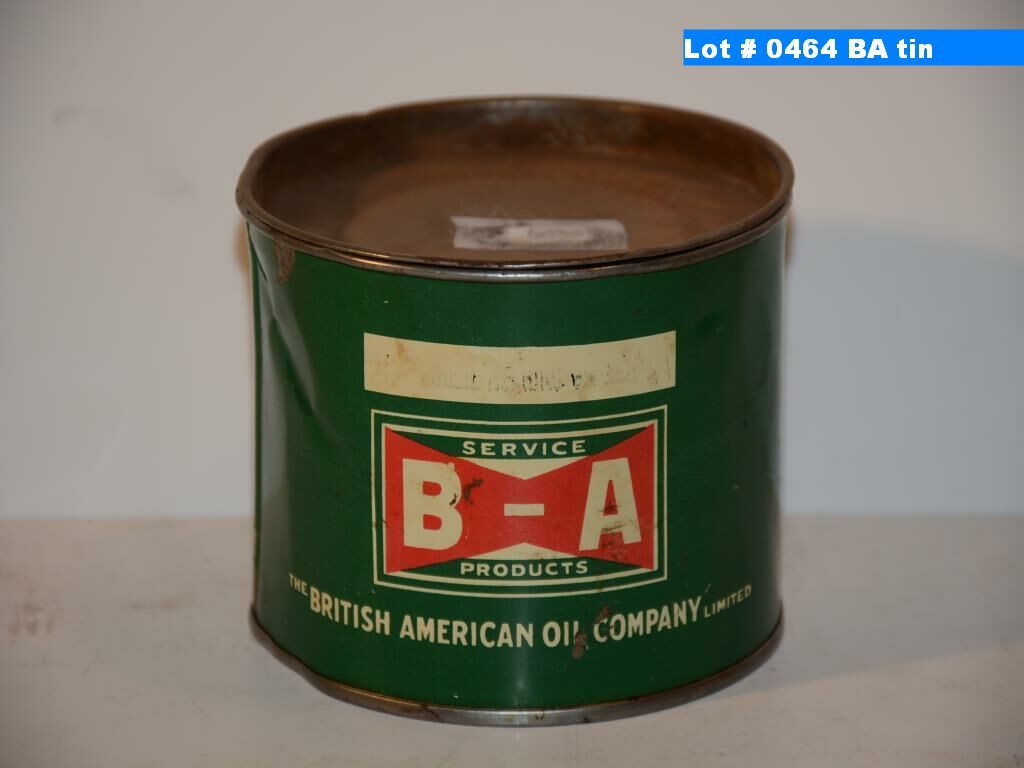 Lot # 0464 BA tin
SERVICE
B-A
PRODUCTS
THE BRITISH AMERICAN OIL COMPANY LIMITED